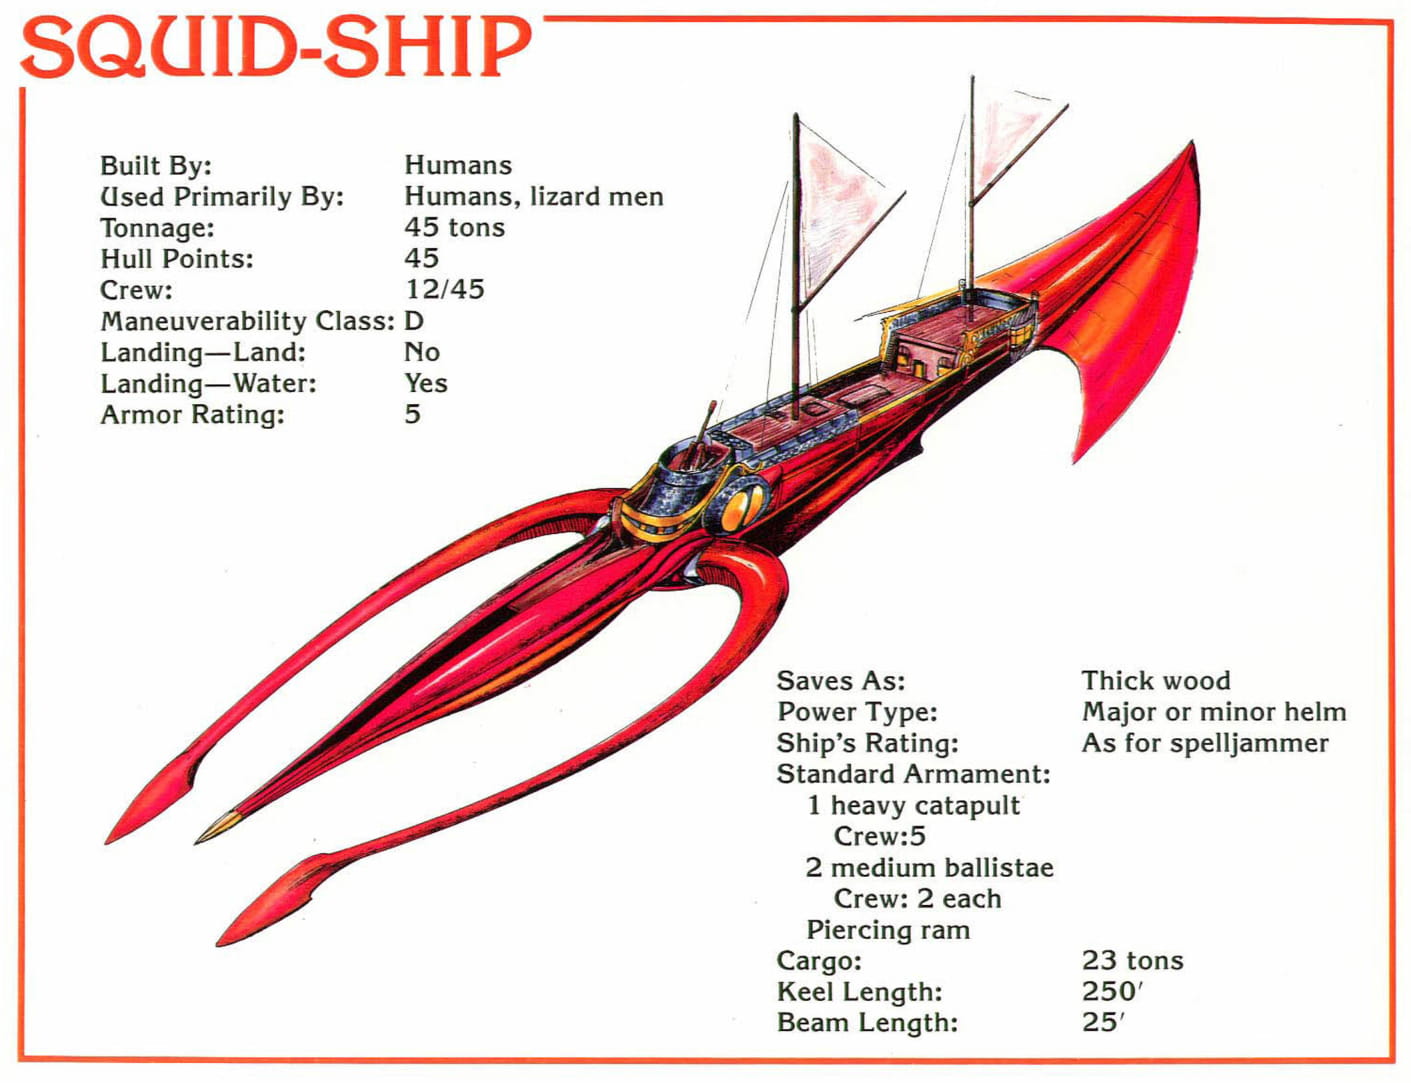 SQUID-SHIP
Built By: Humans
Used Primarily By: Humans, lizard men
Tonnage: 45 tons
Hull Points: 45
Crew: 12/45
Maneuverability Class: D
Landing—Land: No
Landing—Water: Yes
Armor Rating: 5
Saves As: Thick wood
Power Type: Major or minor helm
Ship's Rating: As for spelljammer
Standard Armament:
1 heavy catapult
Crew:5
2 medium ballistae
Crew: 2 each
Piercing ram
Cargo: 23 tons
Keel Length: 250′
Beam Length: 25′